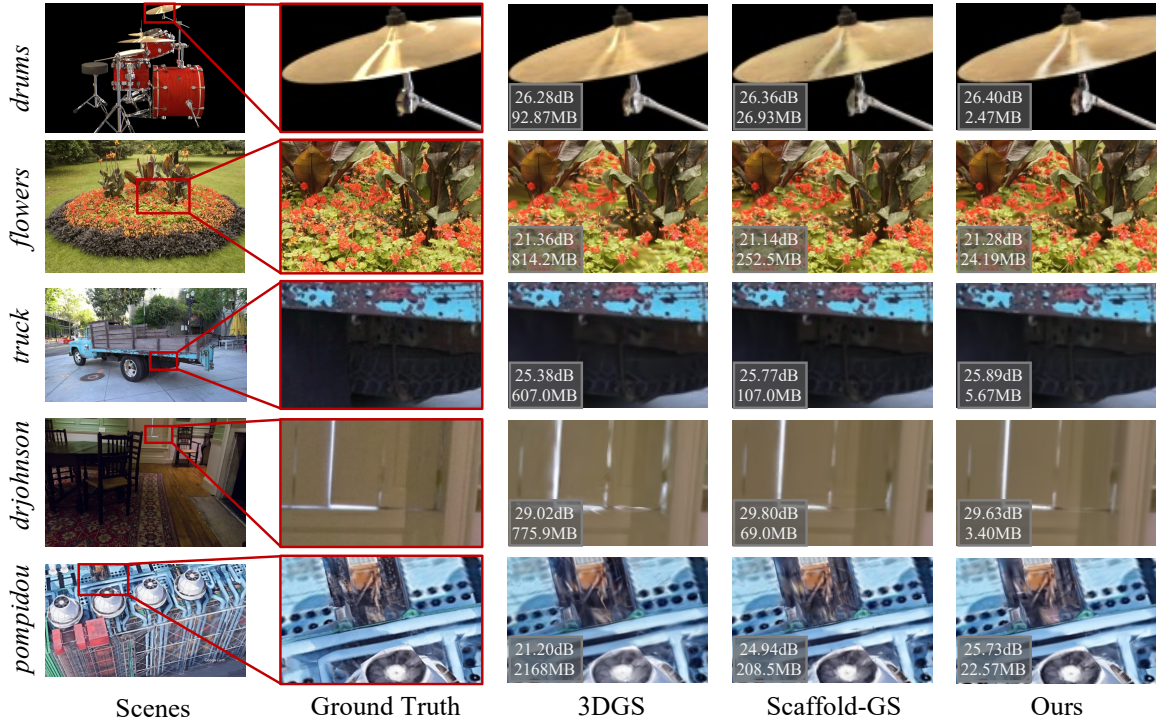 drums
26.28dB
92.87MB
26.36dB
26.93MB
26.40dB
2.47MB
flowers
21.36dB
814.2MB
21.14dB
252.5MB
21.28dB
24.19MB
truck
25.38dB
607.0MB
25.77dB
107.0MB
25.89dB
5.67MB
drjohnson
29.02dB
775.9MB
29.80dB
69.0MB
29.63dB
3.40MB
pompidou
21.20dB
2168MB
24.94dB
208.5MB
25.73dB
22.57MB
Scenes
Ground Truth
3DGS
Scaffold-GS
Ours